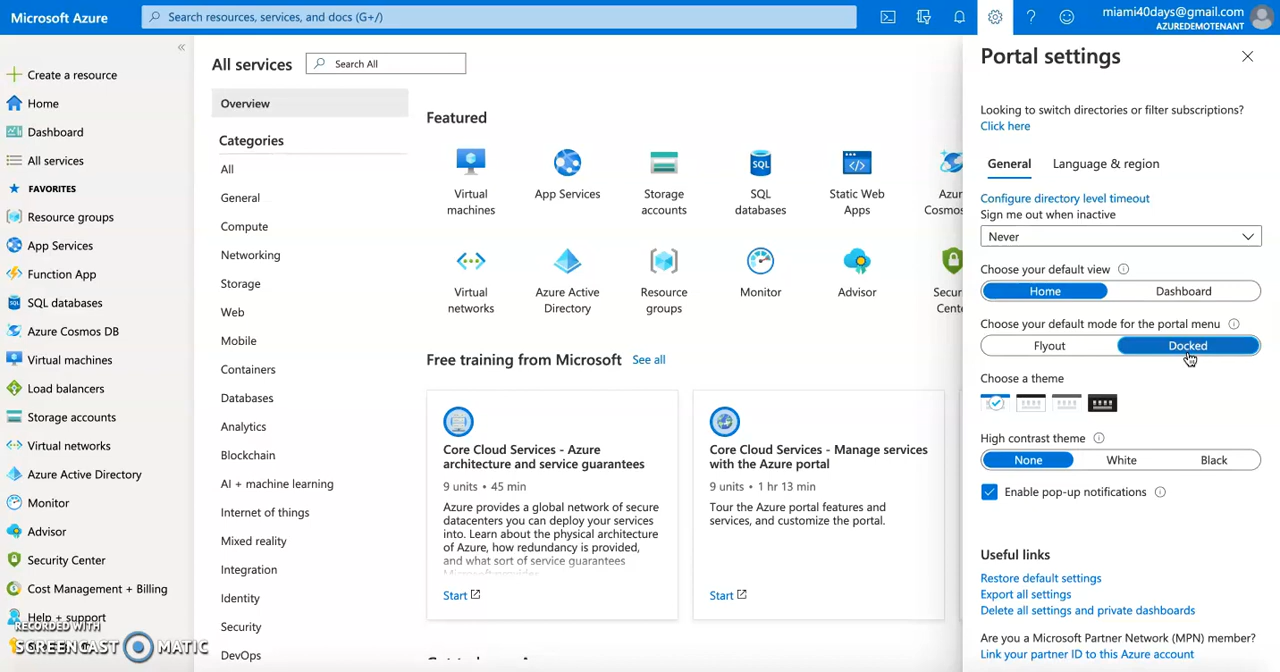 Microsoft Azure
Search resources, services, and docs (G+/)
miami40days@gmail.com
AZUREDEMOTENANT
«
Create a resource
Home
Dashboard
All services
FAVORITES
Resource groups
App Services
Function App
SQL databases
Azure Cosmos DB
Virtual machines
Load balancers
Storage accounts
Virtual networks
Azure Active Directory
Monitor
Advisor
Security Center
Cost Management + Billing
Help + support
RECORDED WITH
SCREENCAST MATIC
All services
Search All
Overview
Categories
All
General
Compute
Networking
Storage
Web
Mobile
Containers
Databases
Analytics
Blockchain
AI + machine learning
Internet of things
Mixed reality
Integration
Identity
Security
DevOps
Featured
Virtual
machines
App Services
Storage
accounts
SQL
SQL
databases
Static Web
Apps
Azur
Cosmos
Virtual
networks
Azure Active
Directory
Resource
groups
Monitor
Advisor
Secur
Cente
Free training from Microsoft
See all
Core Cloud Services - Azure
architecture and service guarantees
9 units • 45 min
Azure provides a global network of secure
datacenters you can deploy your services
into. Learn about the physical architecture
of Azure, how redundancy is provided,
and what sort of service guarantees
Start
Core Cloud Services - Manage services
with the Azure portal
9 units • 1 hr 13 min
Tour the Azure portal features and
services, and customize the portal.
Start
Portal settings
Looking to switch directories or filter subscriptions?
Click here
General
Language & region
Configure directory level timeout
Sign me out when inactive
Never
Choose your default view
Home
Dashboard
Choose your default mode for the portal menu
Flyout
Docked
Choose a theme
High contrast theme
None
White
Black
Enable pop-up notifications
Useful links
Restore default settings
Export all settings
Delete all settings and private dashboards
Are you a Microsoft Partner Network (MPN) member?
Link your partner ID to this Azure account